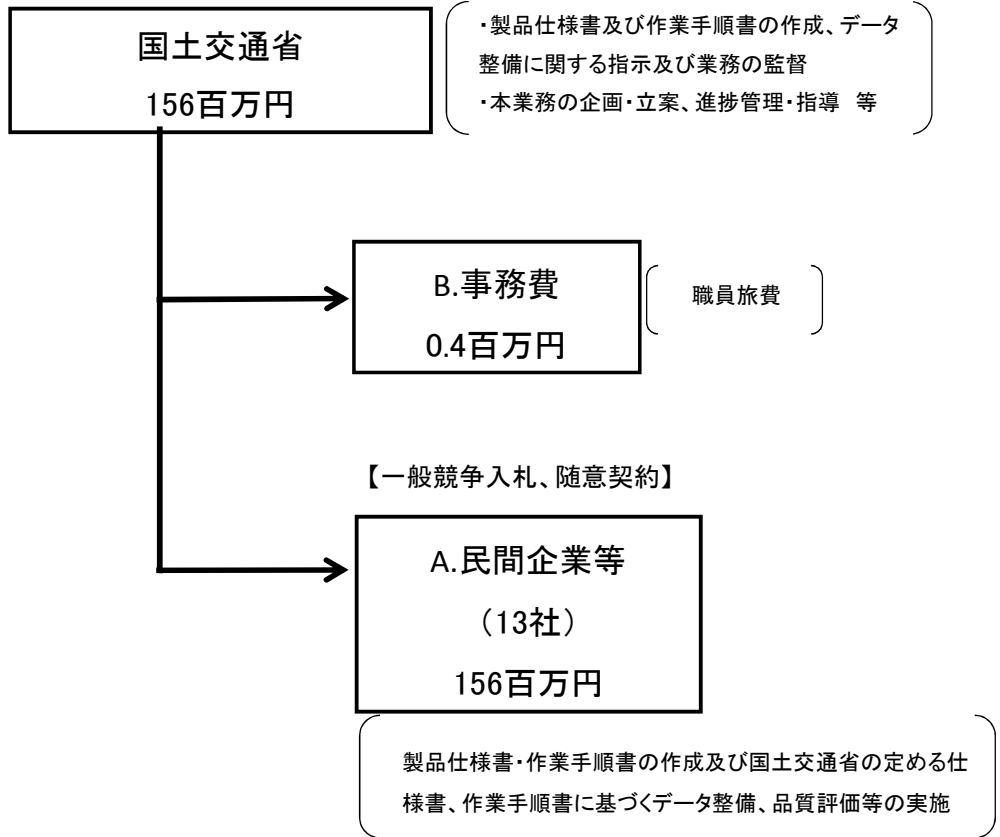 国土交通省
156百万円
・製品仕様書及び作業手順書の作成、データ
整備に関する指示及び業務の監督
・本業務の企画・立案、進捗管理・指導　等
B.事務費
0.4百万円
職員旅費
【一般競争入札、随意契約】
A.民間企業等
（13社）
156百万円
製品仕様書・作業手順書の作成及び国土交通省の定める仕
様書、作業手順書に基づくデータ整備、品質評価等の実施